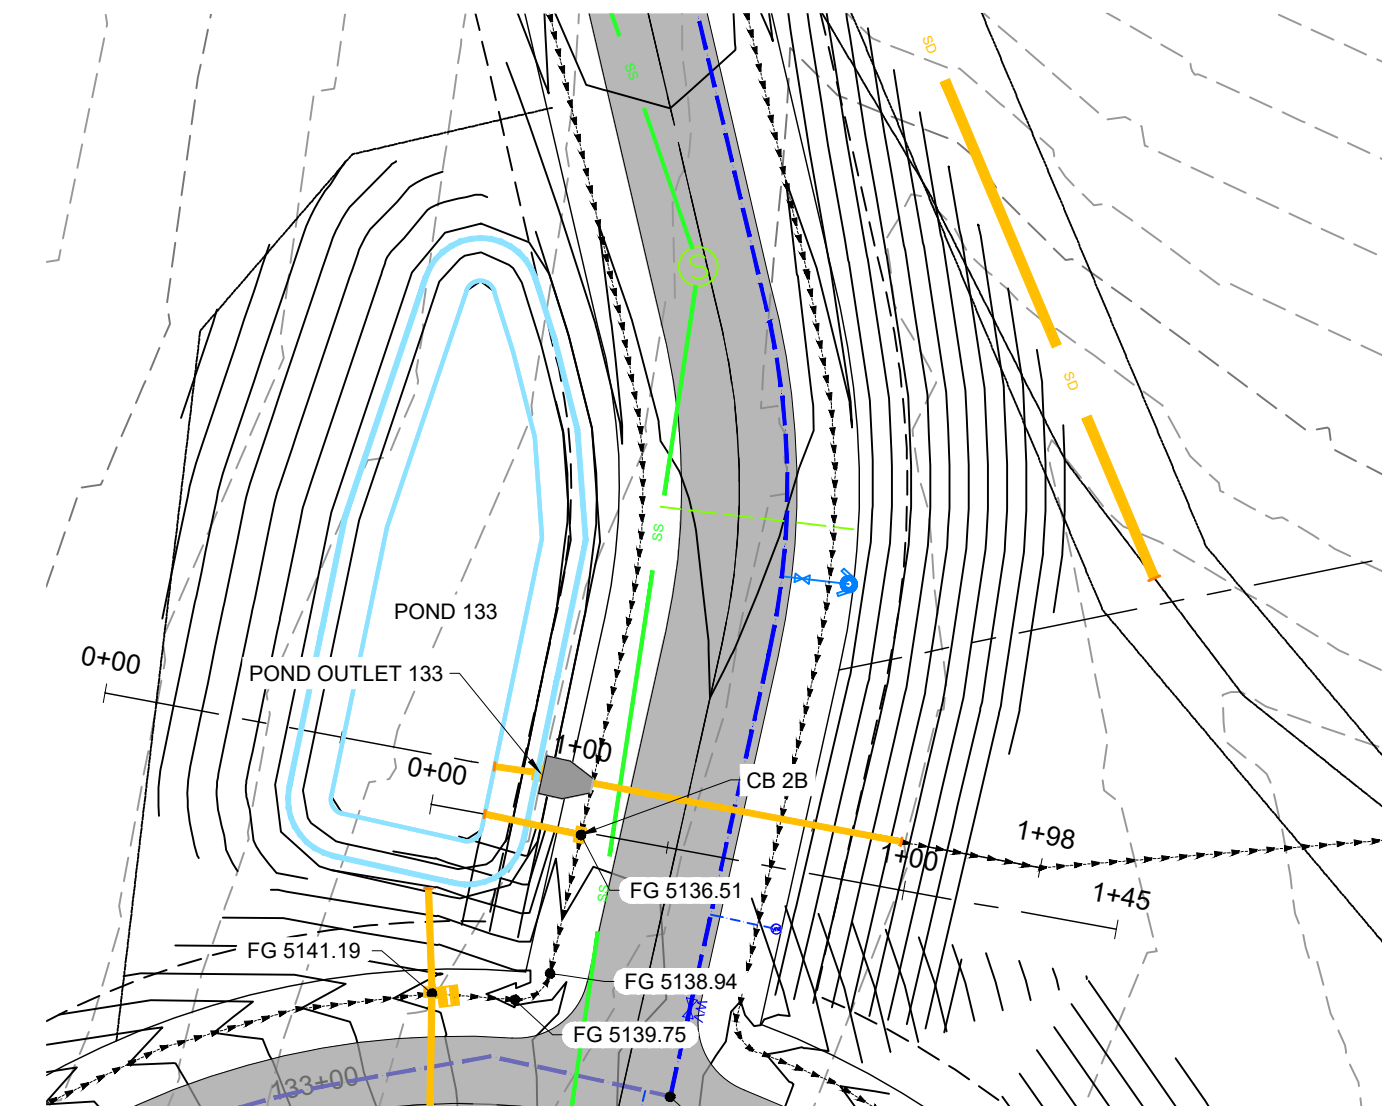 SD
SS
S
SD
SS
POND 133
0+00
POND OUTLET 133
1+00
0+00
CB 2B
1+98
1+00
FG 5136.51
1+45
SS
FG 5141.19
FG 5138.94
FG 5139.75
133+00